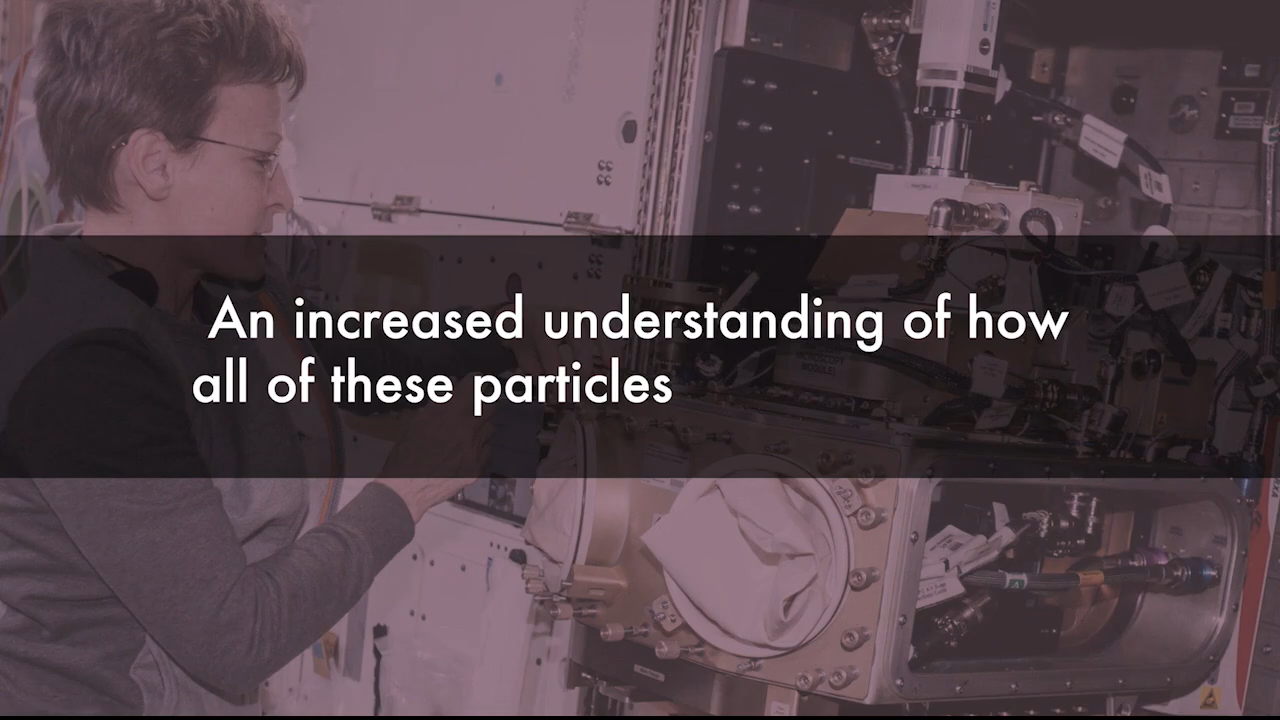 An increased understanding of how
all of these particles